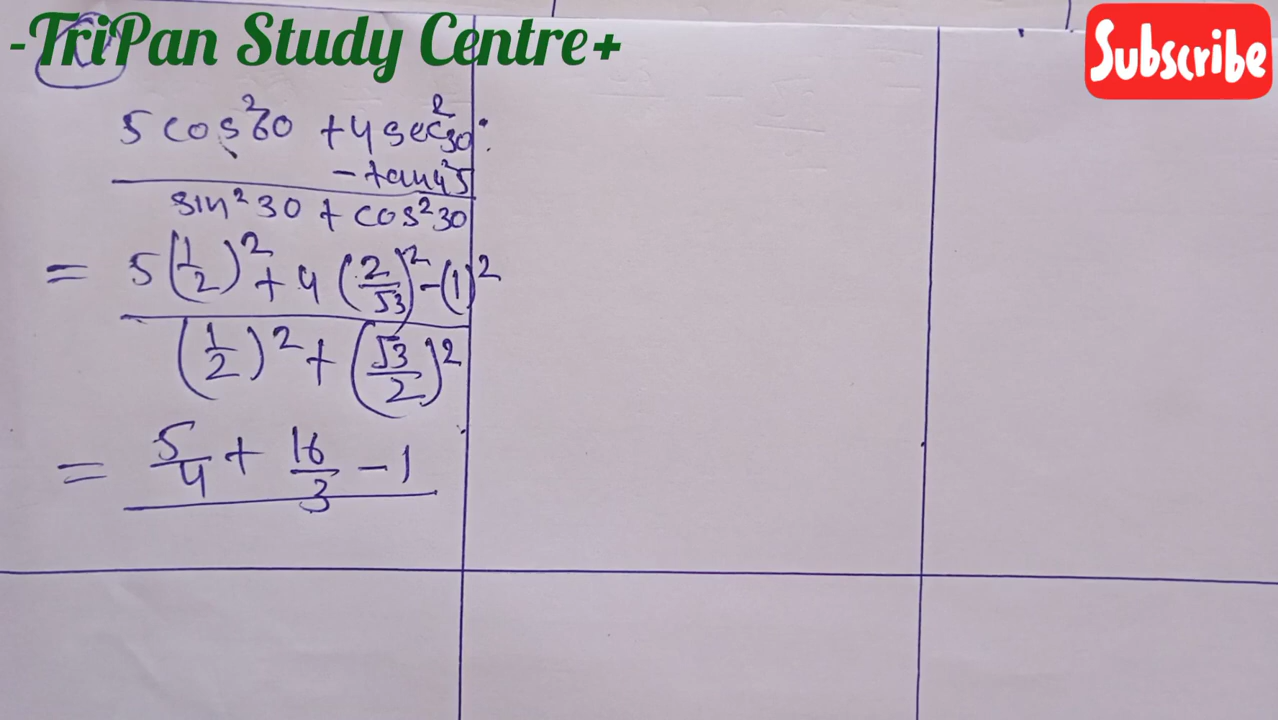 -TriPan Study Centre+
Subscribe
5 cos²60 + 4 sec²30
- tan²45
sin²30 + cos²30
= 5(1/2)² + 4(2/√3)² - (1)²
(1/2)² + (√3/2)²
= 5/4 + 16/3 - 1